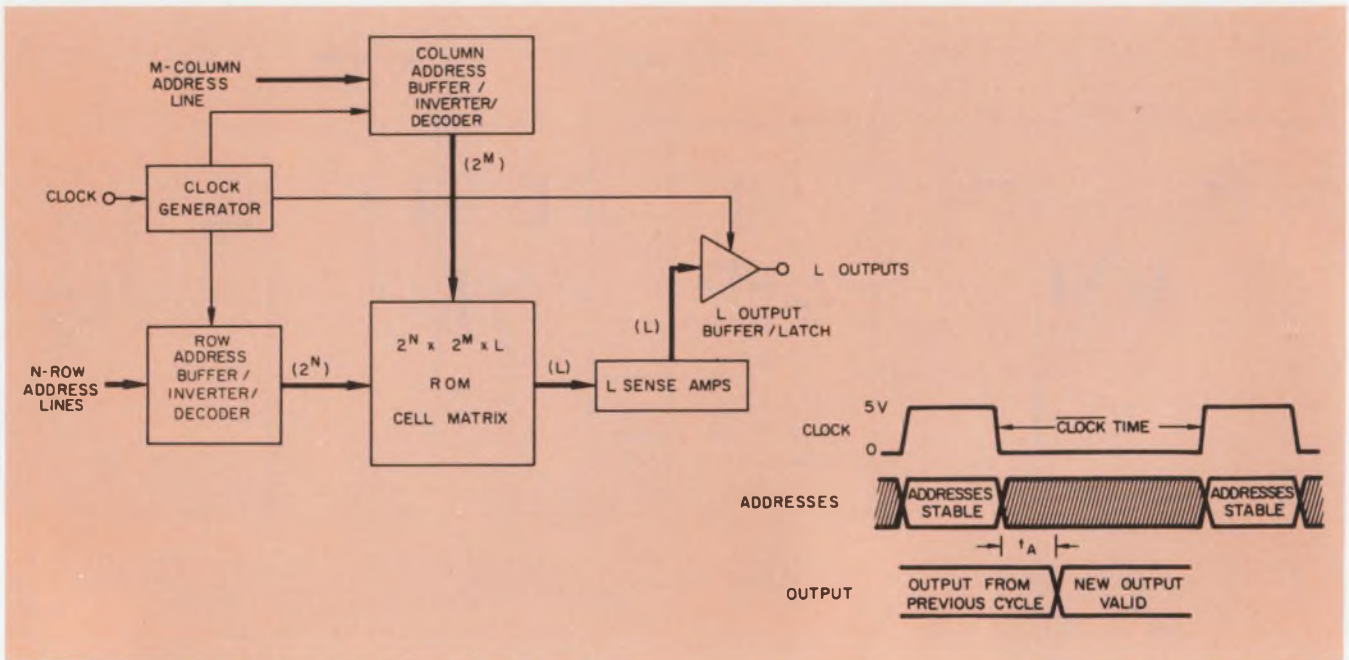 M-COLUMN
ADDRESS
LINE
COLUMN
ADDRESS
BUFFER /
INVERTER/
DECODER
(2^M)
CLOCK
CLOCK
GENERATOR
L OUTPUTS
L OUTPUT
BUFFER/LATCH
(L)
N-ROW
ADDRESS
LINES
ROW
ADDRESS
BUFFER /
INVERTER/
DECODER
(2^N)
2^N x 2^M x L
ROM
CELL MATRIX
(L)
L SENSE AMPS
5V
CLOCK
0
CLOCK TIME
ADDRESSES
ADDRESSES
STABLE
ADDRESSES
STABLE
t_A
OUTPUT
OUTPUT FROM
PREVIOUS CYCLE
NEW OUTPUT
VALID